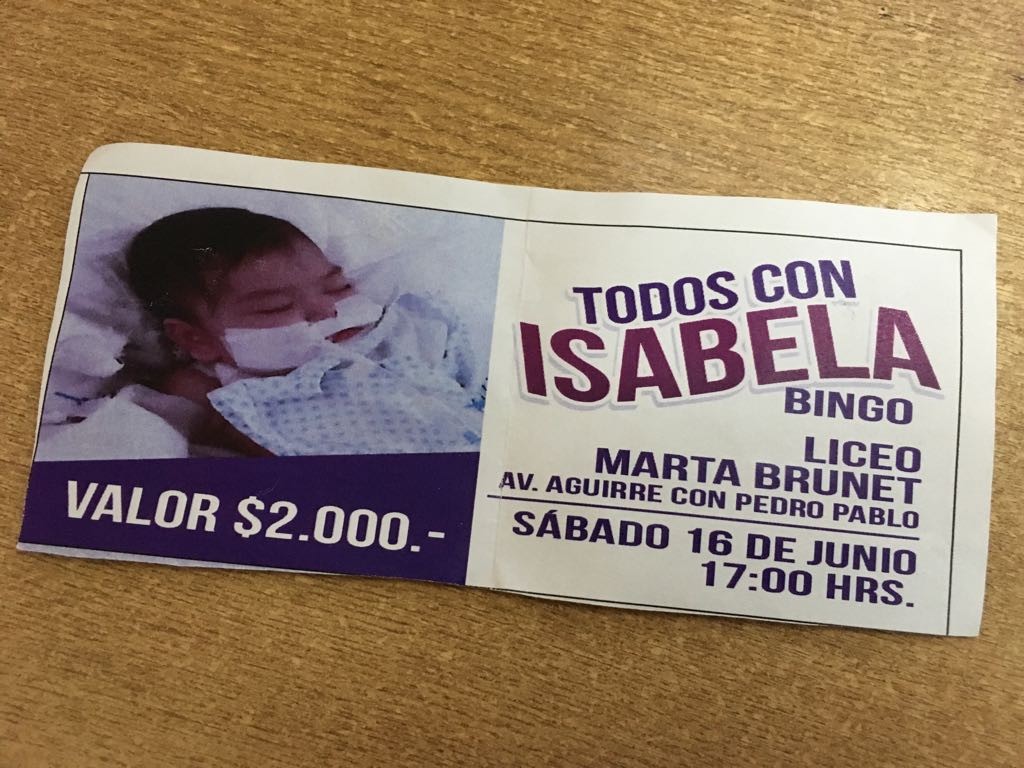 VALOR $2.000.-
TODOS CON
ISABELA
BINGO
LICEO
MARTA BRUNET
AV. AGUIRRE CON PEDRO PABLO
SÁBADO 16 DE JUNIO
17:00 HRS.